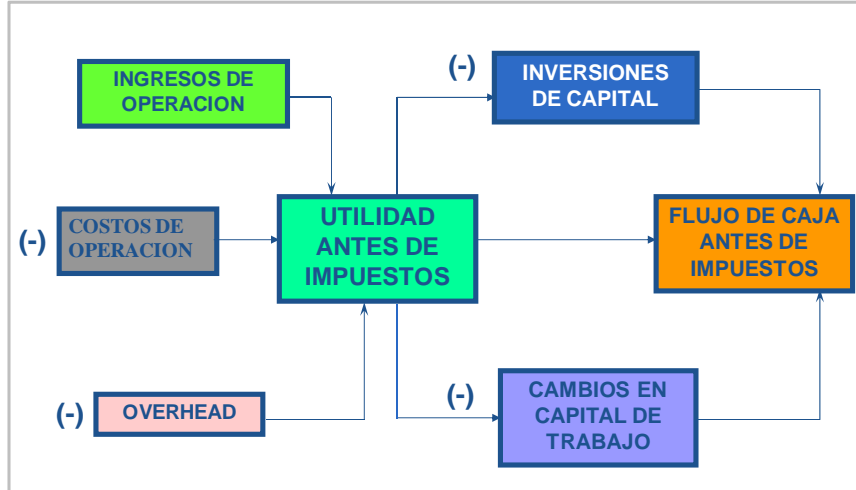 INGRESOS DE
OPERACION
(-)
COSTOS DE
OPERACION
(-)
OVERHEAD
UTILIDAD
ANTES DE
IMPUESTOS
(-)
INVERSIONES
DE CAPITAL
(-)
CAMBIOS EN
CAPITAL DE
TRABAJO
FLUJO DE CAJA
ANTES DE
IMPUESTOS
(-)